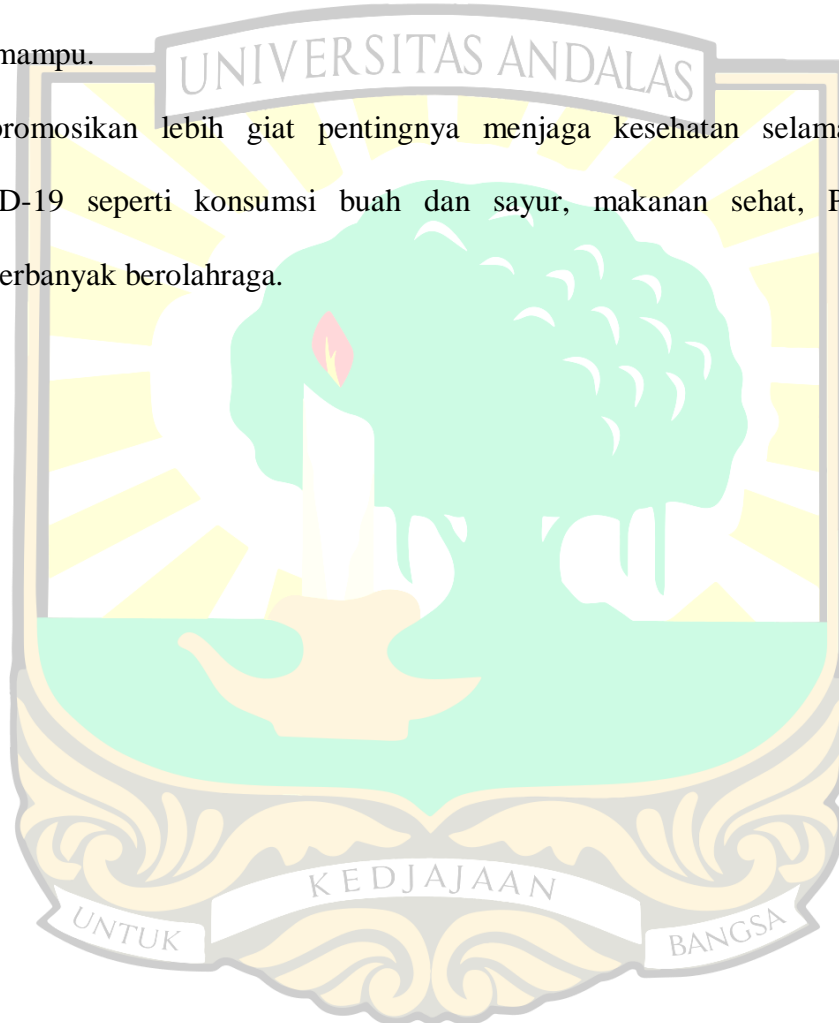 UNIVERSITAS ANDALAS
mampu.
promosikan lebih giat pentingnya menjaga kesehatan selama
D-19 seperti konsumsi buah dan sayur, makanan sehat, P
erbanyak berolahraga.
KEDJAJAAN
UNTUK
BANGSA